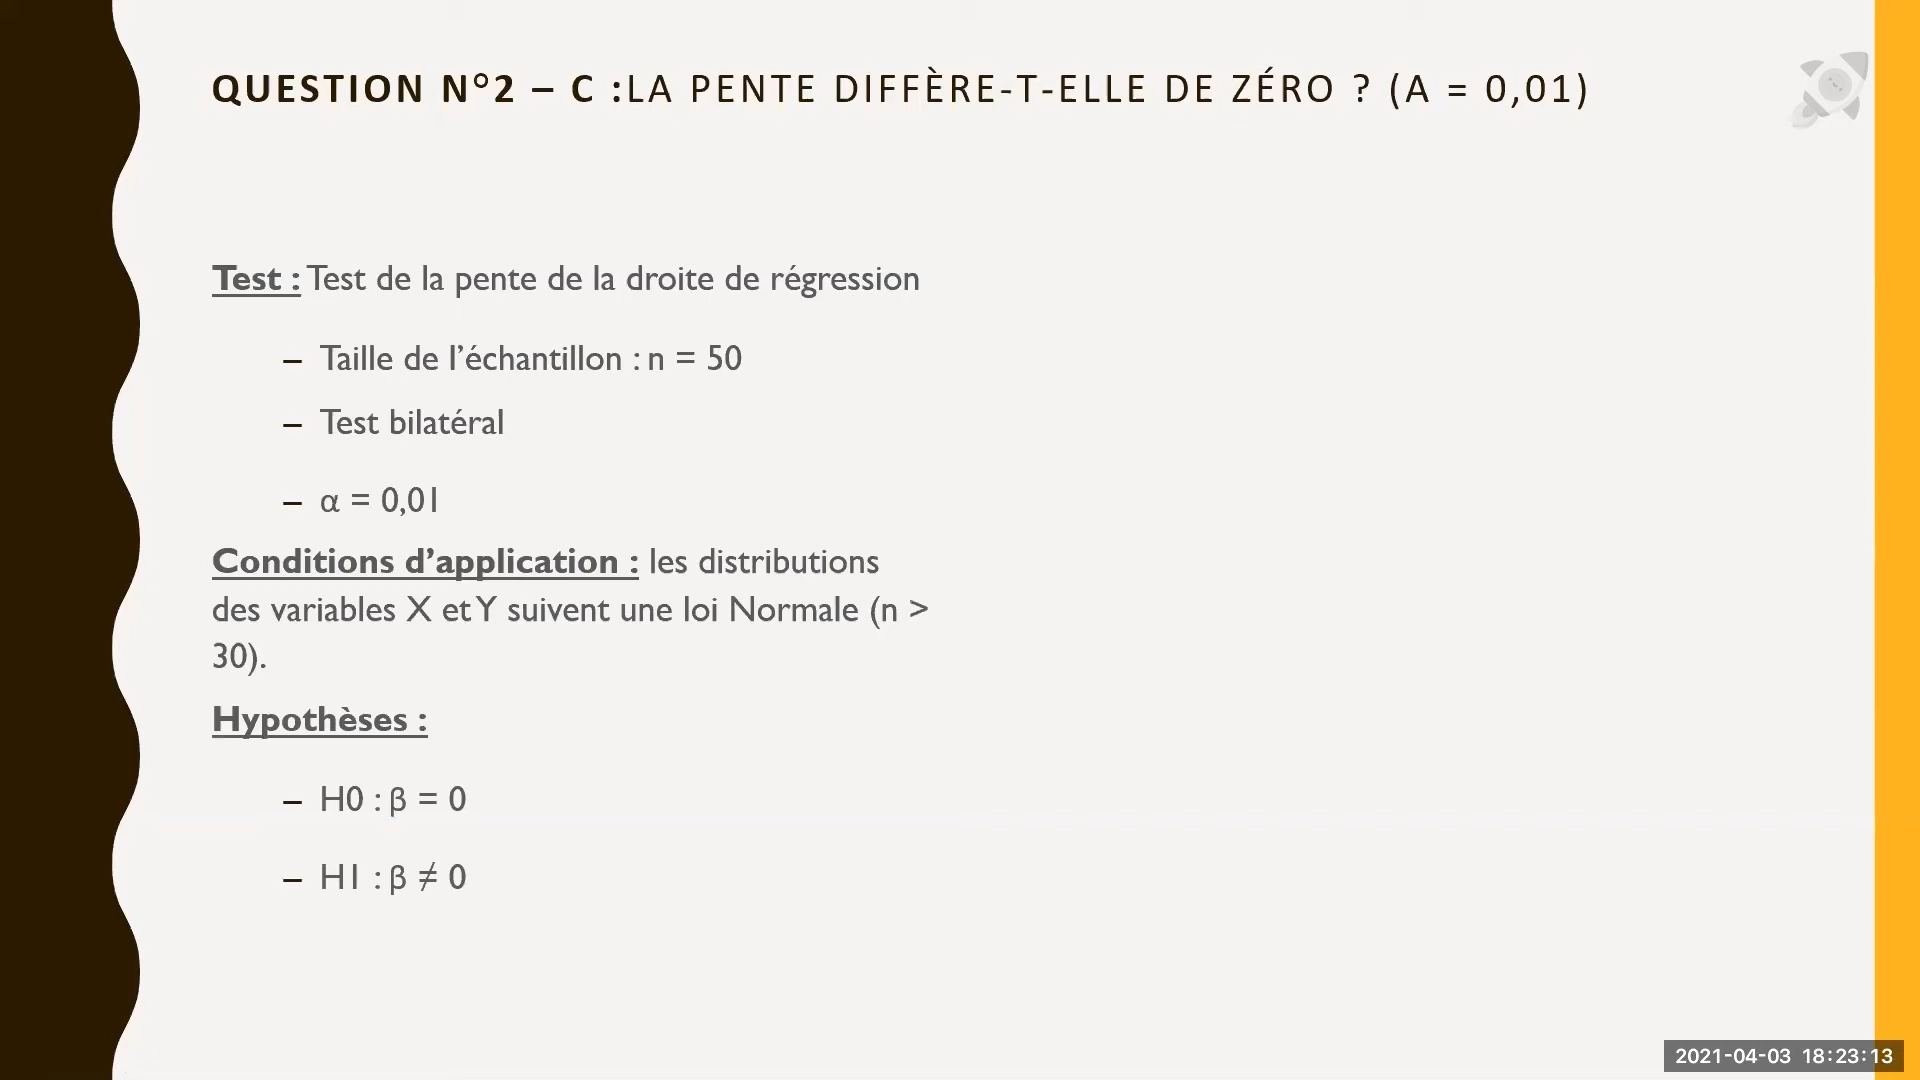 QUESTION N°2 – C :LA PENTE DIFFÈRE-T-ELLE DE ZÉRO ? (A = 0,01)
Test : Test de la pente de la droite de régression
– Taille de l’échantillon : n = 50
– Test bilatéral
– α = 0,01
Conditions d’application : les distributions
des variables X et Y suivent une loi Normale (n >
30).
Hypothèses :
– H0 : β = 0
– H1 : β ≠ 0
2021-04-03 18:23:13